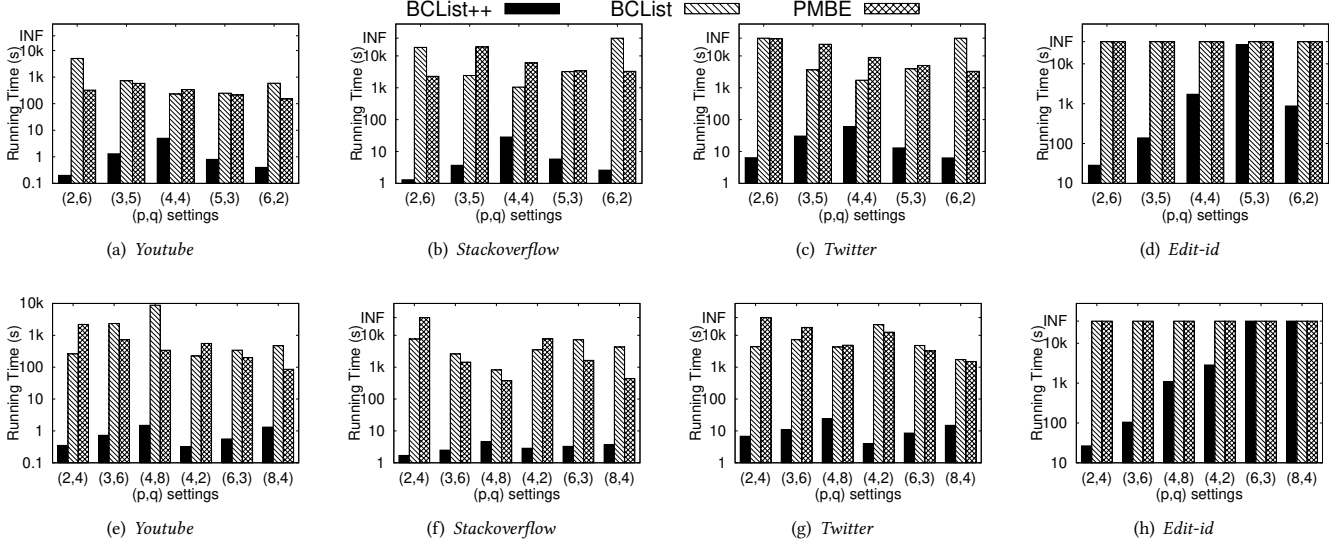 BCList++ BCList PMBE
INF
10k
1k
100
10
1
0.1
Running Time (s)
(2,6) (3,5) (4,4) (5,3) (6,2)
(p,q) settings
(a) Youtube
INF
10k
1k
100
10
1
Running Time (s)
(2,6) (3,5) (4,4) (5,3) (6,2)
(p,q) settings
(b) Stackoverflow
INF
10k
1k
100
10
1
Running Time (s)
(2,6) (3,5) (4,4) (5,3) (6,2)
(p,q) settings
(c) Twitter
INF
10k
1k
100
10
Running Time (s)
(2,6) (3,5) (4,4) (5,3) (6,2)
(p,q) settings
(d) Edit-id
10k
1k
100
10
1
0.1
Running Time (s)
(2,4) (3,6) (4,8) (4,2) (6,3) (8,4)
(p,q) settings
(e) Youtube
INF
10k
1k
100
10
1
Running Time (s)
(2,4) (3,6) (4,8) (4,2) (6,3) (8,4)
(p,q) settings
(f) Stackoverflow
INF
10k
1k
100
10
1
Running Time (s)
(2,4) (3,6) (4,8) (4,2) (6,3) (8,4)
(p,q) settings
(g) Twitter
INF
10k
1k
100
10
Running Time (s)
(2,4) (3,6) (4,8) (4,2) (6,3) (8,4)
(p,q) settings
(h) Edit-id